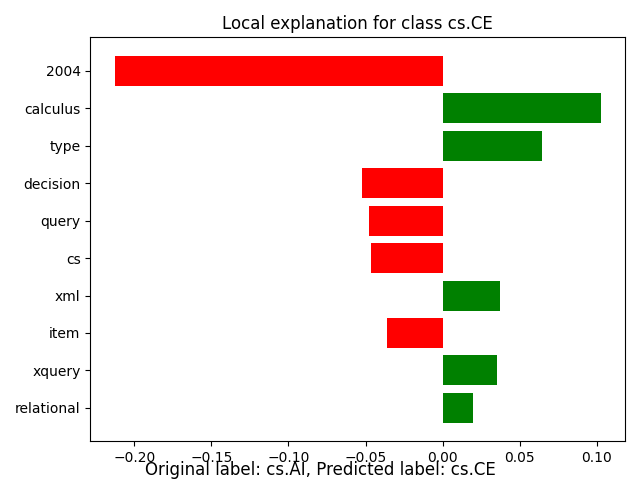 Local explanation for class cs.CE
2004
calculus
type
decision
query
cs
xml
item
xquery
relational
−0.20 −0.15 −0.10 −0.05 0.00 0.05 0.10
Original label: cs.AI, Predicted label: cs.CE